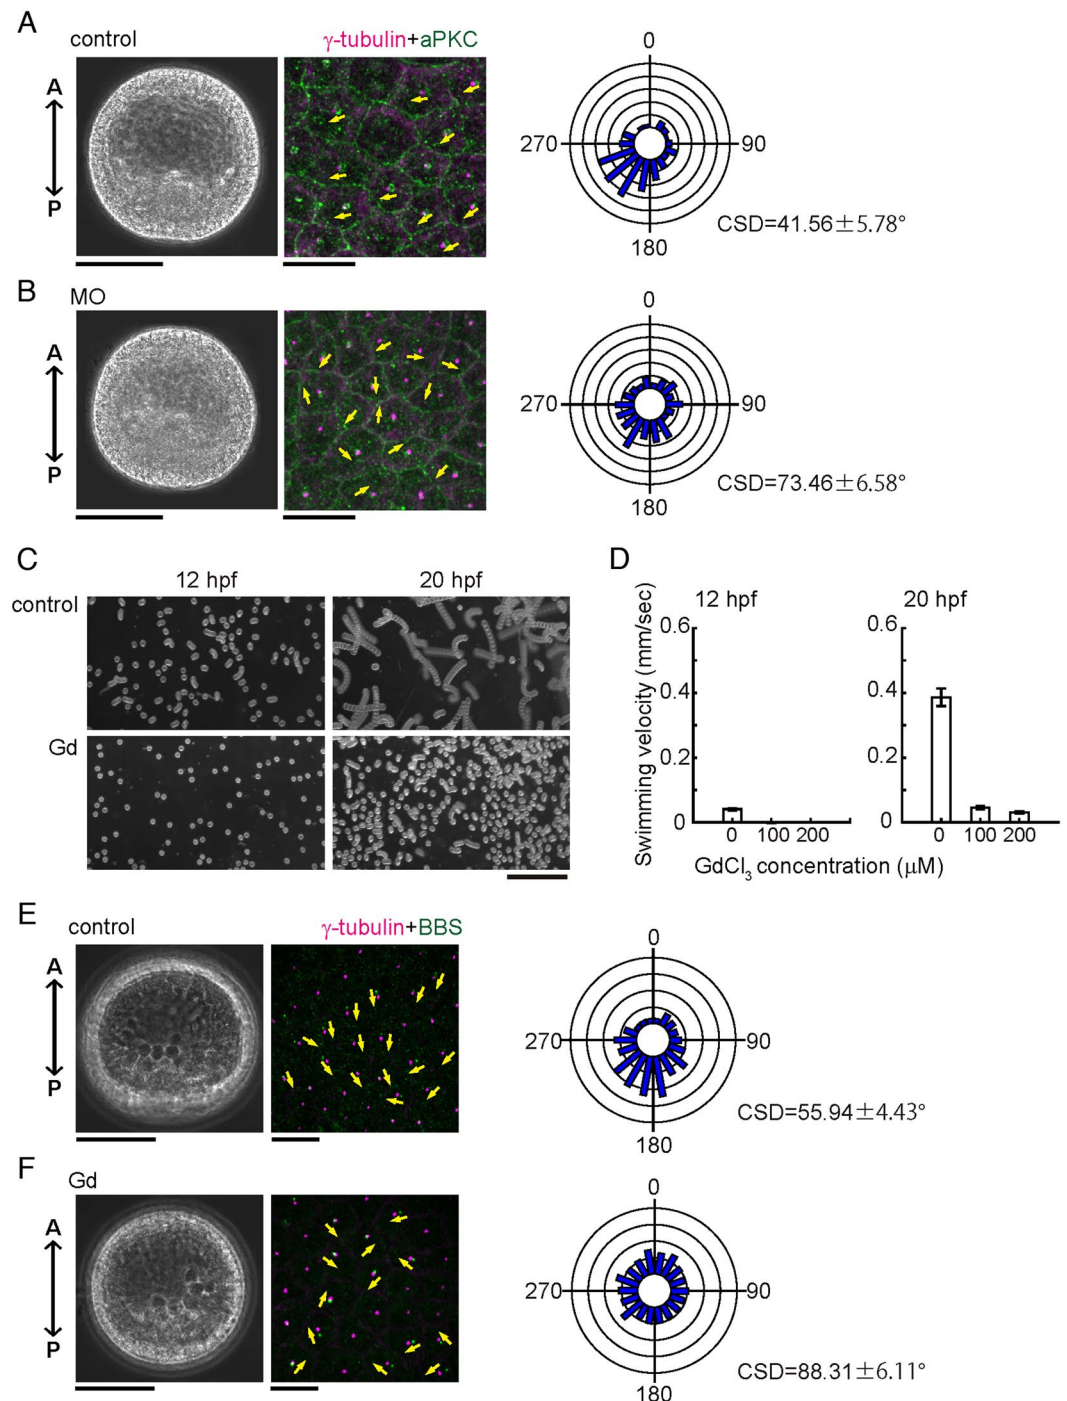 A
control
γ-tubulin+aPKC
A
P
0
90
180
270
CSD=41.56±5.78°
B
MO
A
P
0
90
180
270
CSD=73.46±6.58°
C
12 hpf
20 hpf
control
Gd
D
12 hpf
20 hpf
Swimming velocity (mm/sec)
0.6
0.4
0.2
0
0 100 200
0.6
0.4
0.2
0
0 100 200
GdCl3 concentration (μM)
E
control
γ-tubulin+BBS
A
P
0
90
180
270
CSD=55.94±4.43°
F
Gd
A
P
0
90
180
270
CSD=88.31±6.11°